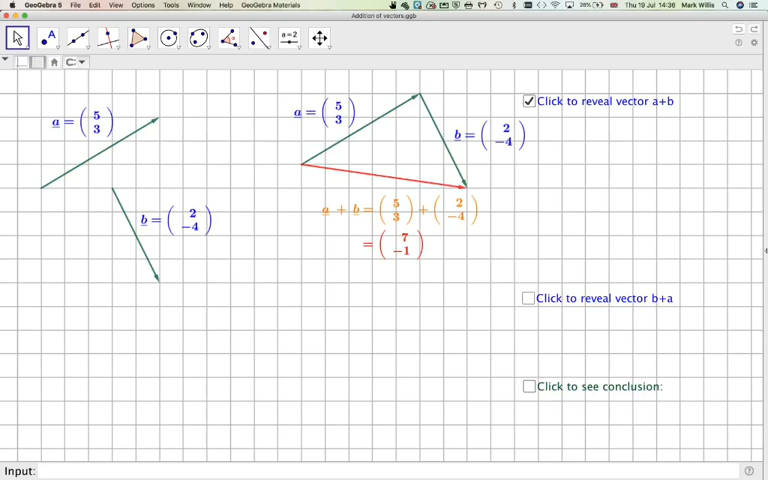 GeoGebra 5 File Edit View Options Tools Window Help GeoGebra Materials Thu 19 Jul 14:36 Mark Willis
Addition of vectors.ggb
A
a=2
a = ( 5 3 )
b = ( 2 −4 )
a = ( 5 3 )
b = ( 2 −4 )
a + b = ( 5 3 ) + ( 2 −4 )
= ( 7 −1 )
Click to reveal vector a+b
Click to reveal vector b+a
Click to see conclusion:
Input: